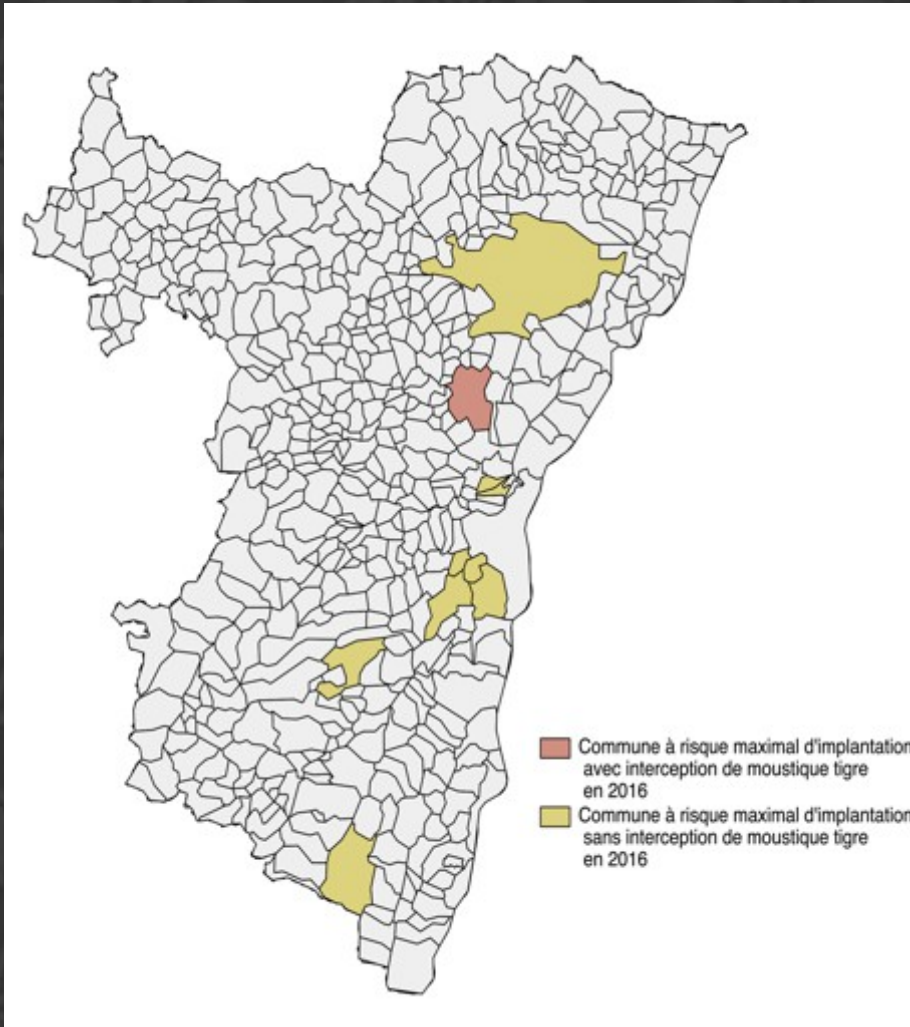 Commune à risque maximal d'implantation
avec interception de moustique tigre
en 2016
Commune à risque maximal d'implantation
sans interception de moustique tigre
en 2016